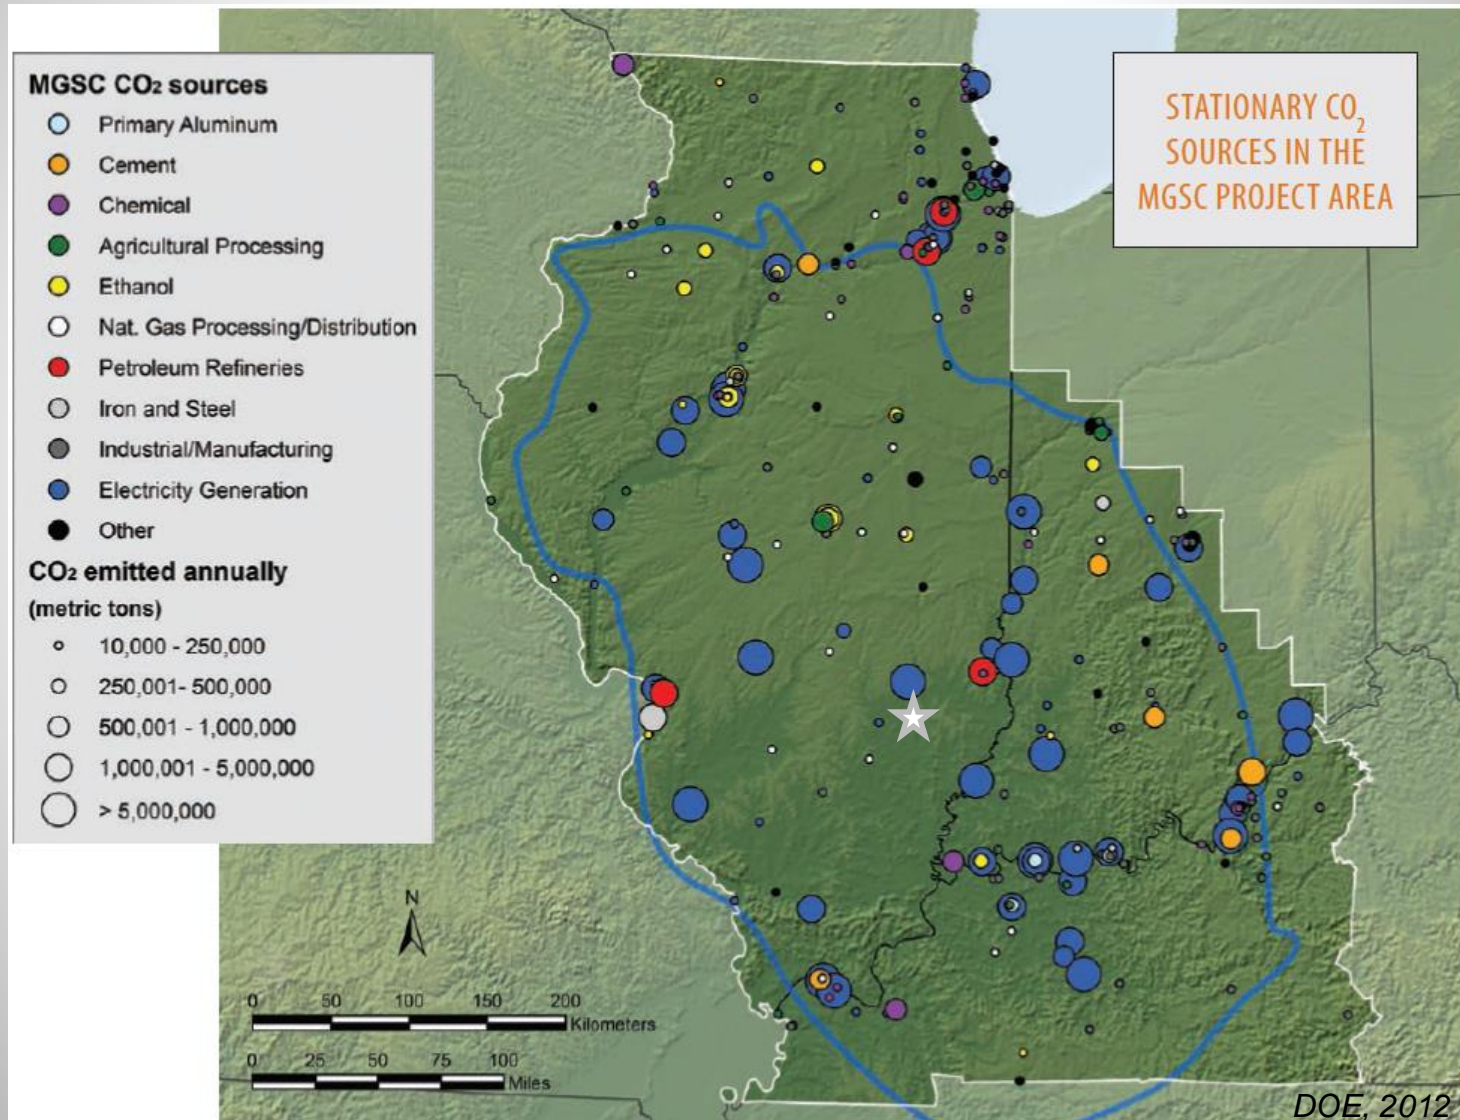 MGSC CO₂ sources
Primary Aluminum
Cement
Chemical
Agricultural Processing
Ethanol
Nat. Gas Processing/Distribution
Petroleum Refineries
Iron and Steel
Industrial/Manufacturing
Electricity Generation
Other
CO₂ emitted annually
(metric tons)
10,000 - 250,000
250,001- 500,000
500,001 - 1,000,000
1,000,001 - 5,000,000
> 5,000,000
STATIONARY CO₂
SOURCES IN THE
MGSC PROJECT AREA
N
0 50 100 150 200
Kilometers
0 25 50 75 100
Miles
DOE, 2012